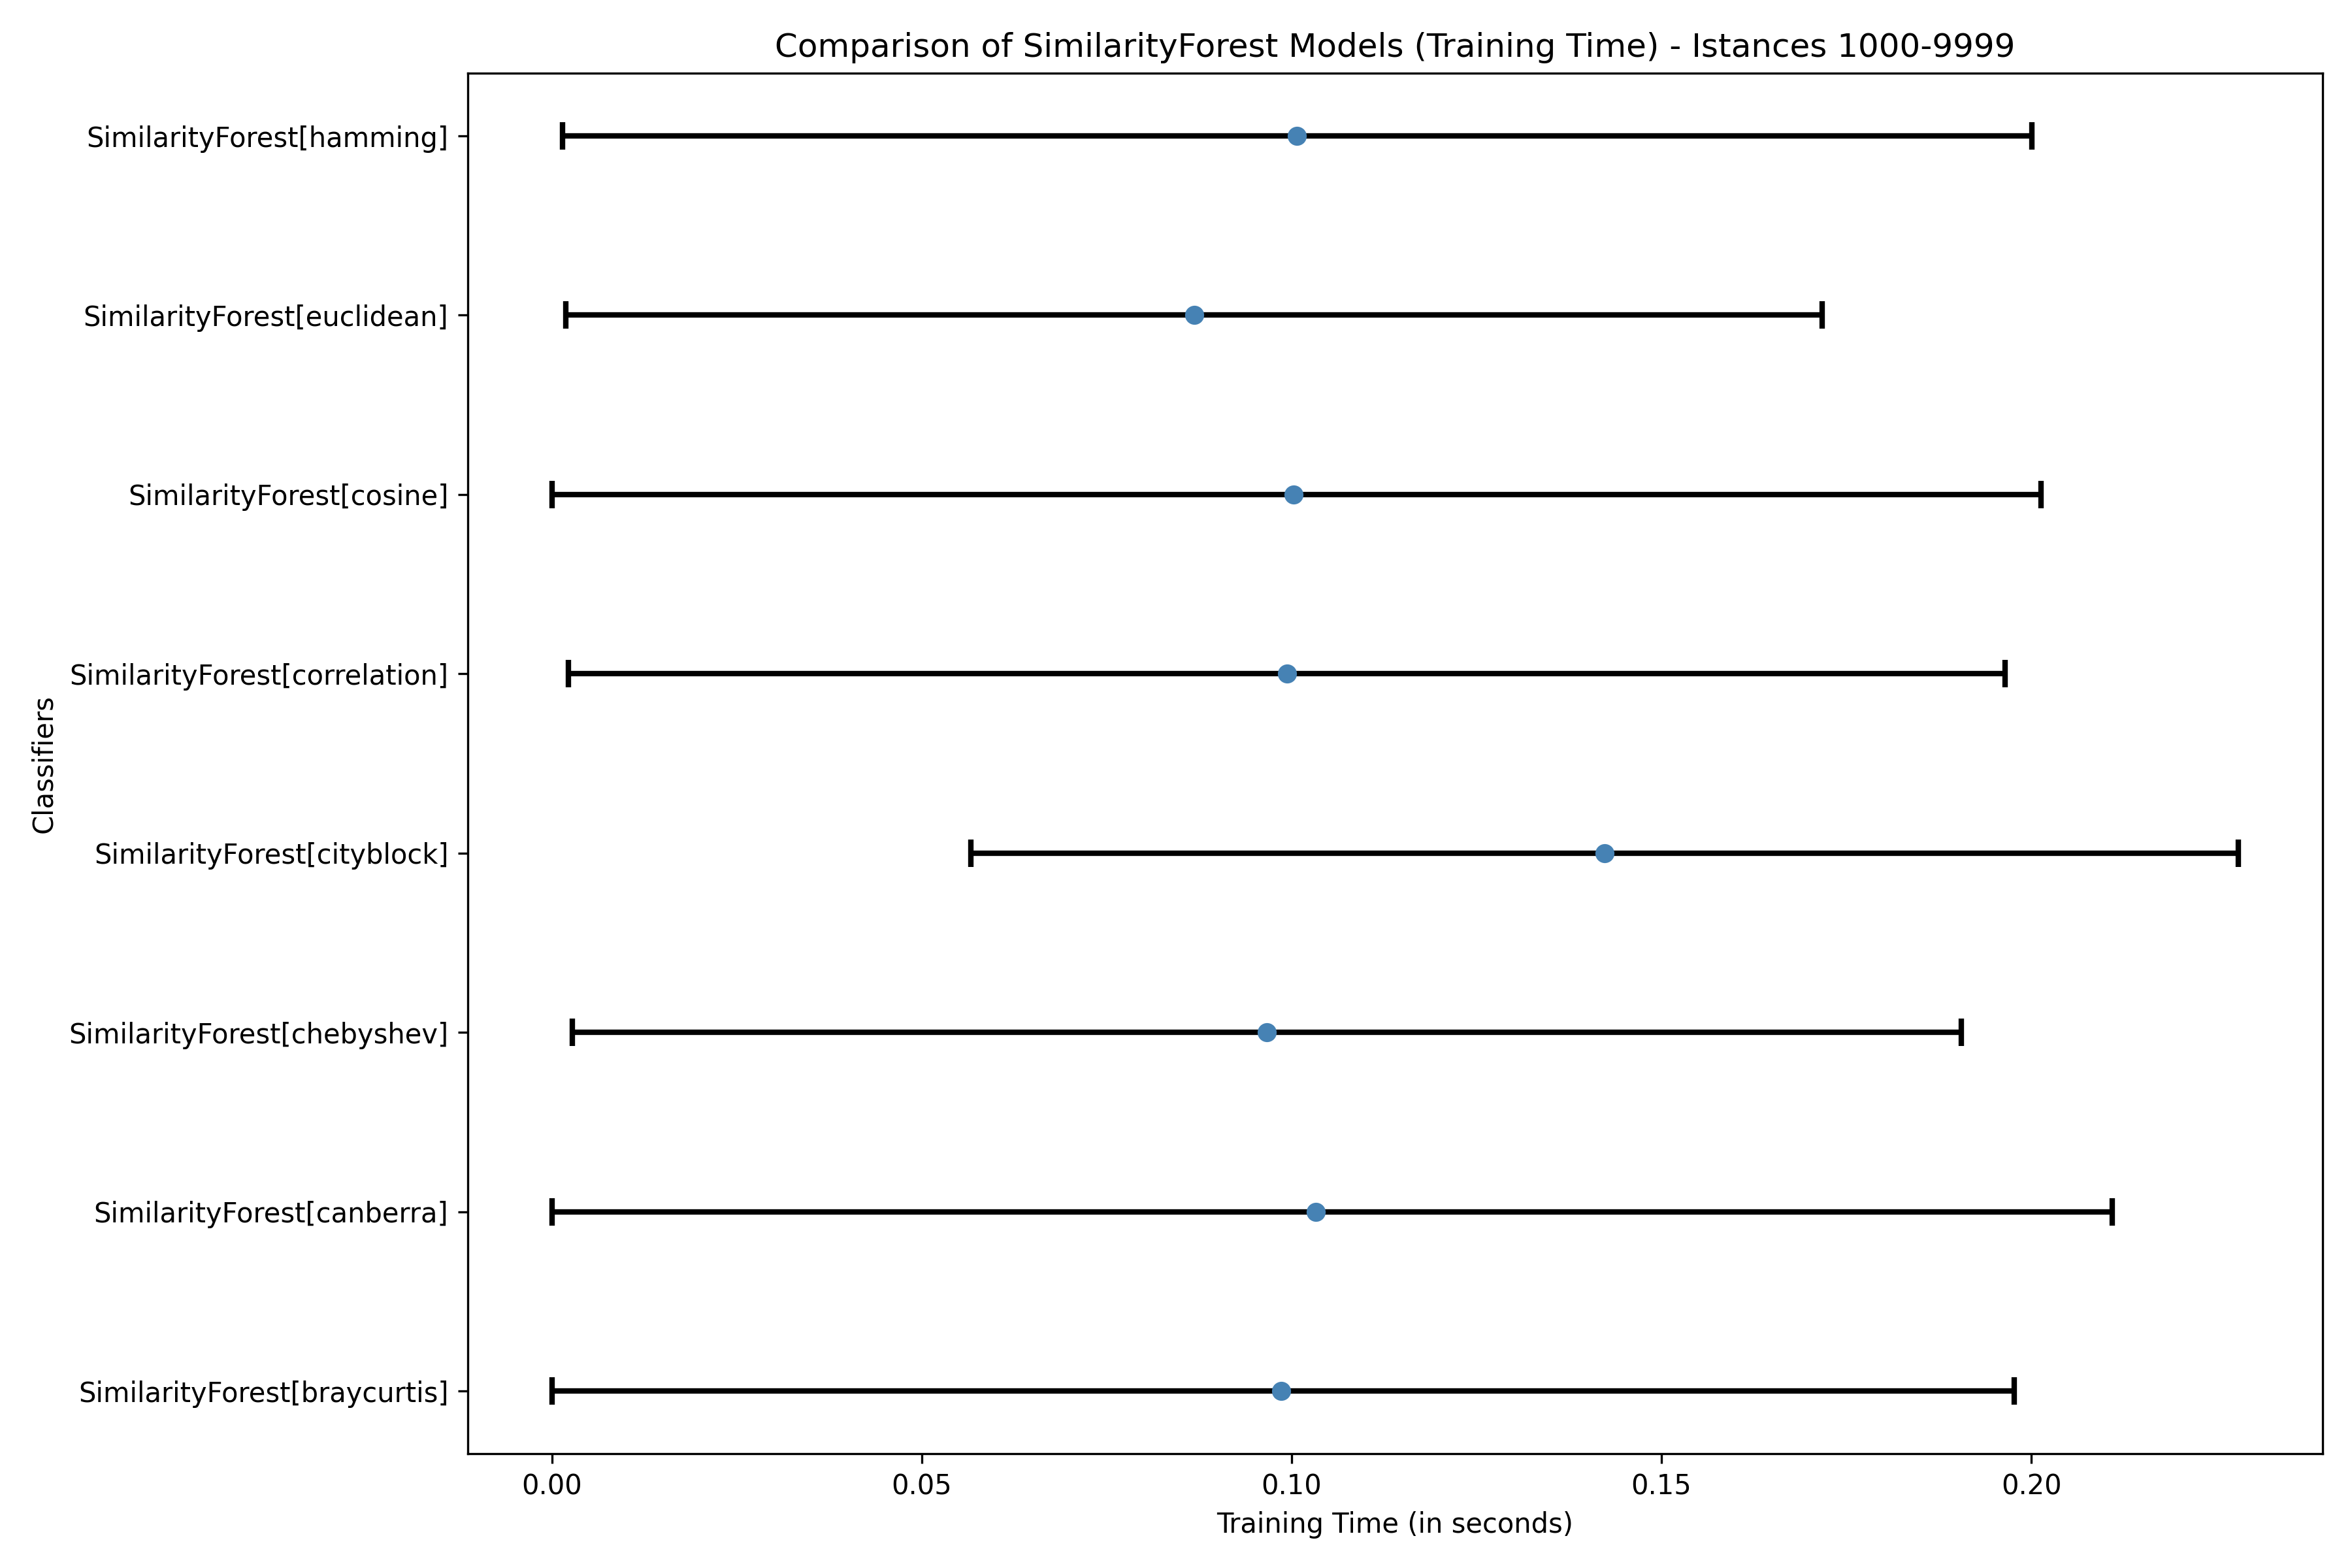 Comparison of SimilarityForest Models (Training Time) - Istances 1000-9999
SimilarityForest[hamming]
SimilarityForest[euclidean]
SimilarityForest[cosine]
SimilarityForest[correlation]
SimilarityForest[cityblock]
SimilarityForest[chebyshev]
SimilarityForest[canberra]
SimilarityForest[braycurtis]
Classifiers
0.00 0.05 0.10 0.15 0.20
Training Time (in seconds)